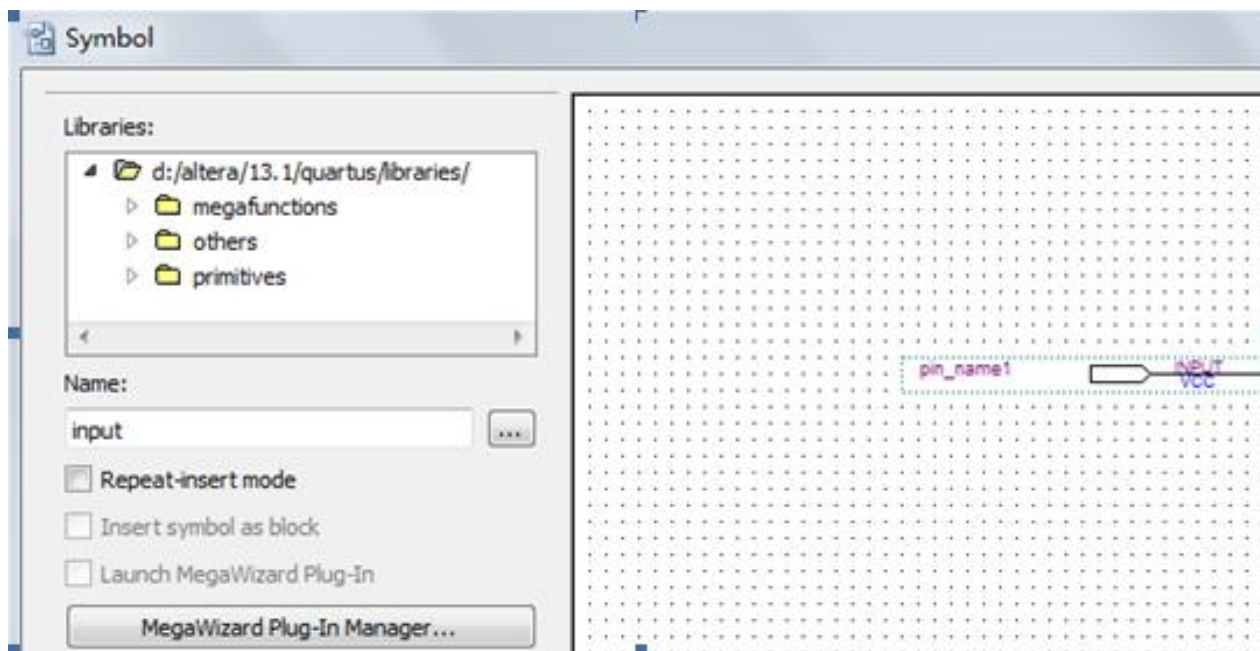 Symbol
Libraries:
d:/altera/13.1/quartus/libraries/
megafunctions
others
primitives
Name:
input
...
Repeat-insert mode
Insert symbol as block
Launch MegaWizard Plug-In
MegaWizard Plug-In Manager...
pin_name1
INPUT
VCC